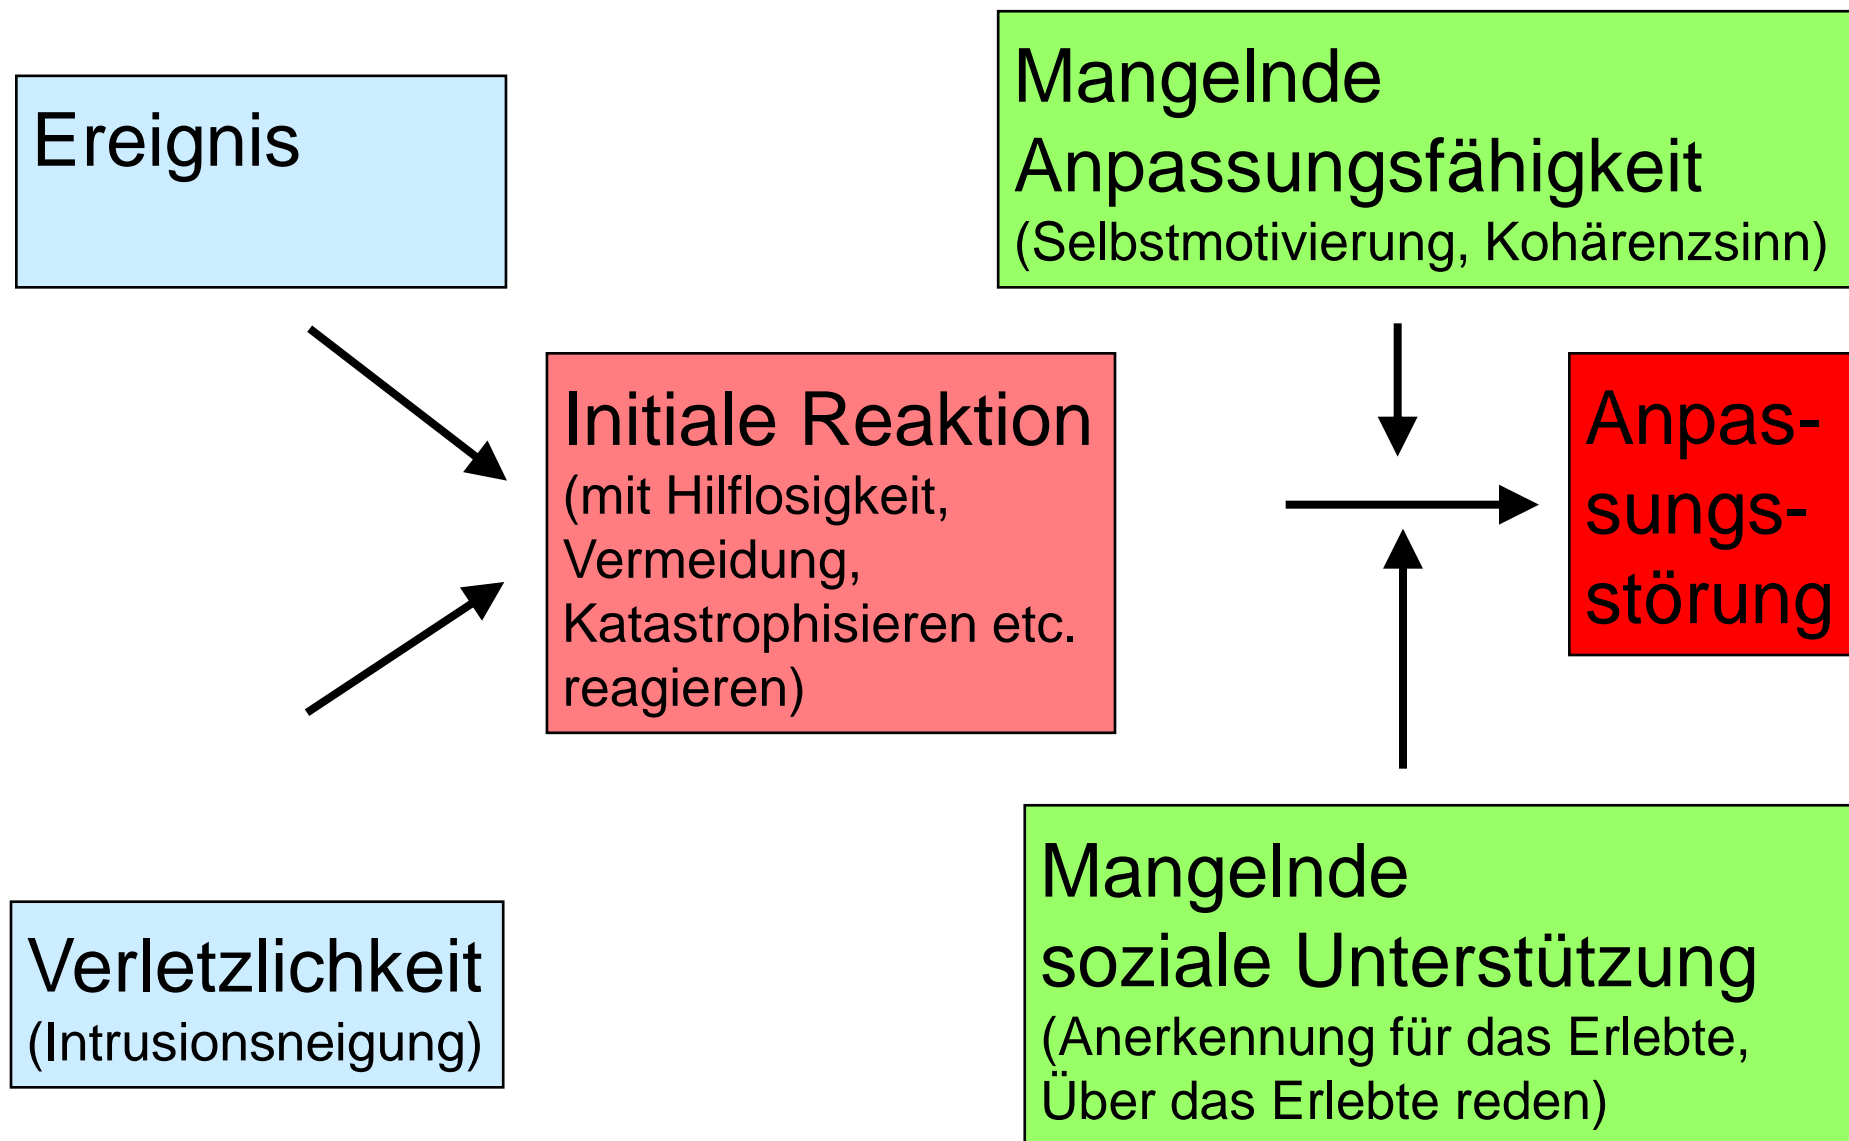 Ereignis
Mangelnde
Anpassungsfähigkeit
(Selbstmotivierung, Kohärenzsinn)
Initiale Reaktion
(mit Hilflosigkeit,
Vermeidung,
Katastrophisieren etc.
reagieren)
Anpas-
sungs-
störung
Verletzlichkeit
(Intrusionsneigung)
Mangelnde
soziale Unterstützung
(Anerkennung für das Erlebte,
Über das Erlebte reden)